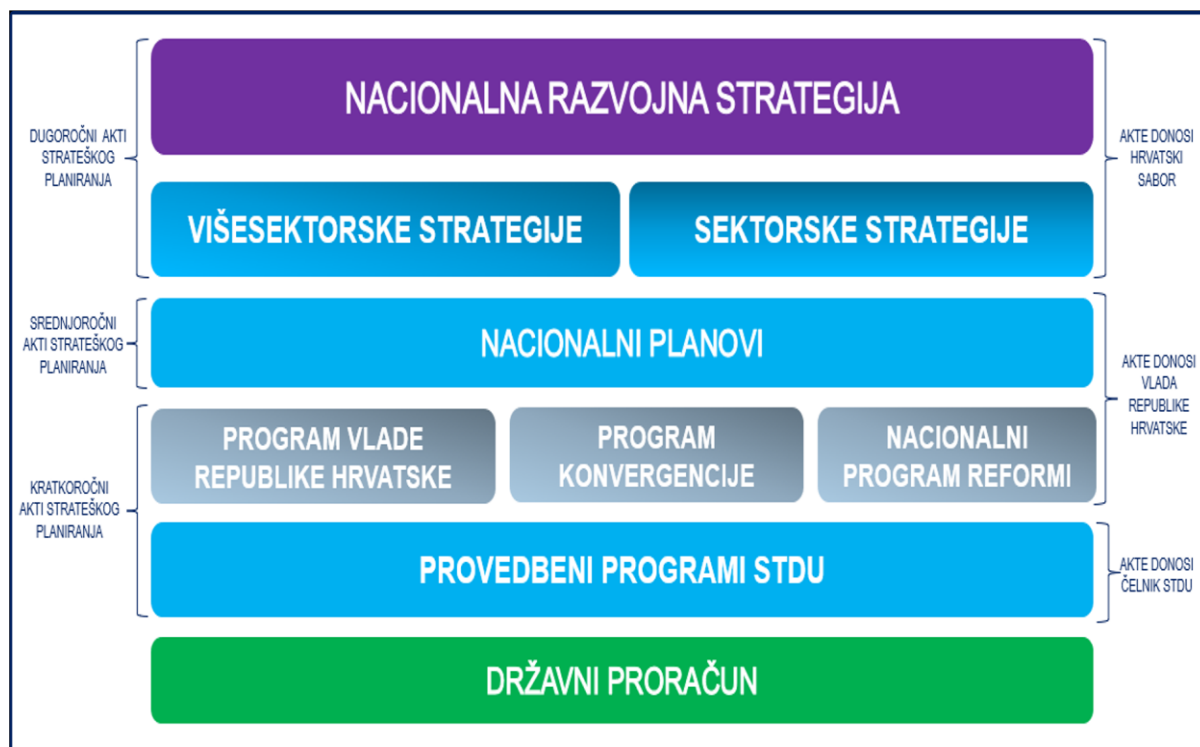 NACIONALNA RAZVOJNA STRATEGIJA
DUGOROČNI AKTI
STRATEŠKOG
PLANIRANJA
AKTE DONOSI
HRVATSKI
SABOR
VIŠESEKTORSKE STRATEGIJE
SEKTORSKE STRATEGIJE
SREDNJOROČNI
AKTI STRATEŠKOG
PLANIRANJA
NACIONALNI PLANOVI
AKTE DONOSI
VLADA
REPUBLIKE
HRVATSKE
PROGRAM VLADE
REPUBLIKE HRVATSKE
PROGRAM
KONVERGENCIJE
NACIONALNI
PROGRAM REFORMI
KRATKOROČNI
AKTI STRATEŠKOG
PLANIRANJA
PROVEDBENI PROGRAMI STDU
AKTE DONOSI
ČELNIK STDU
DRŽAVNI PRORAČUN